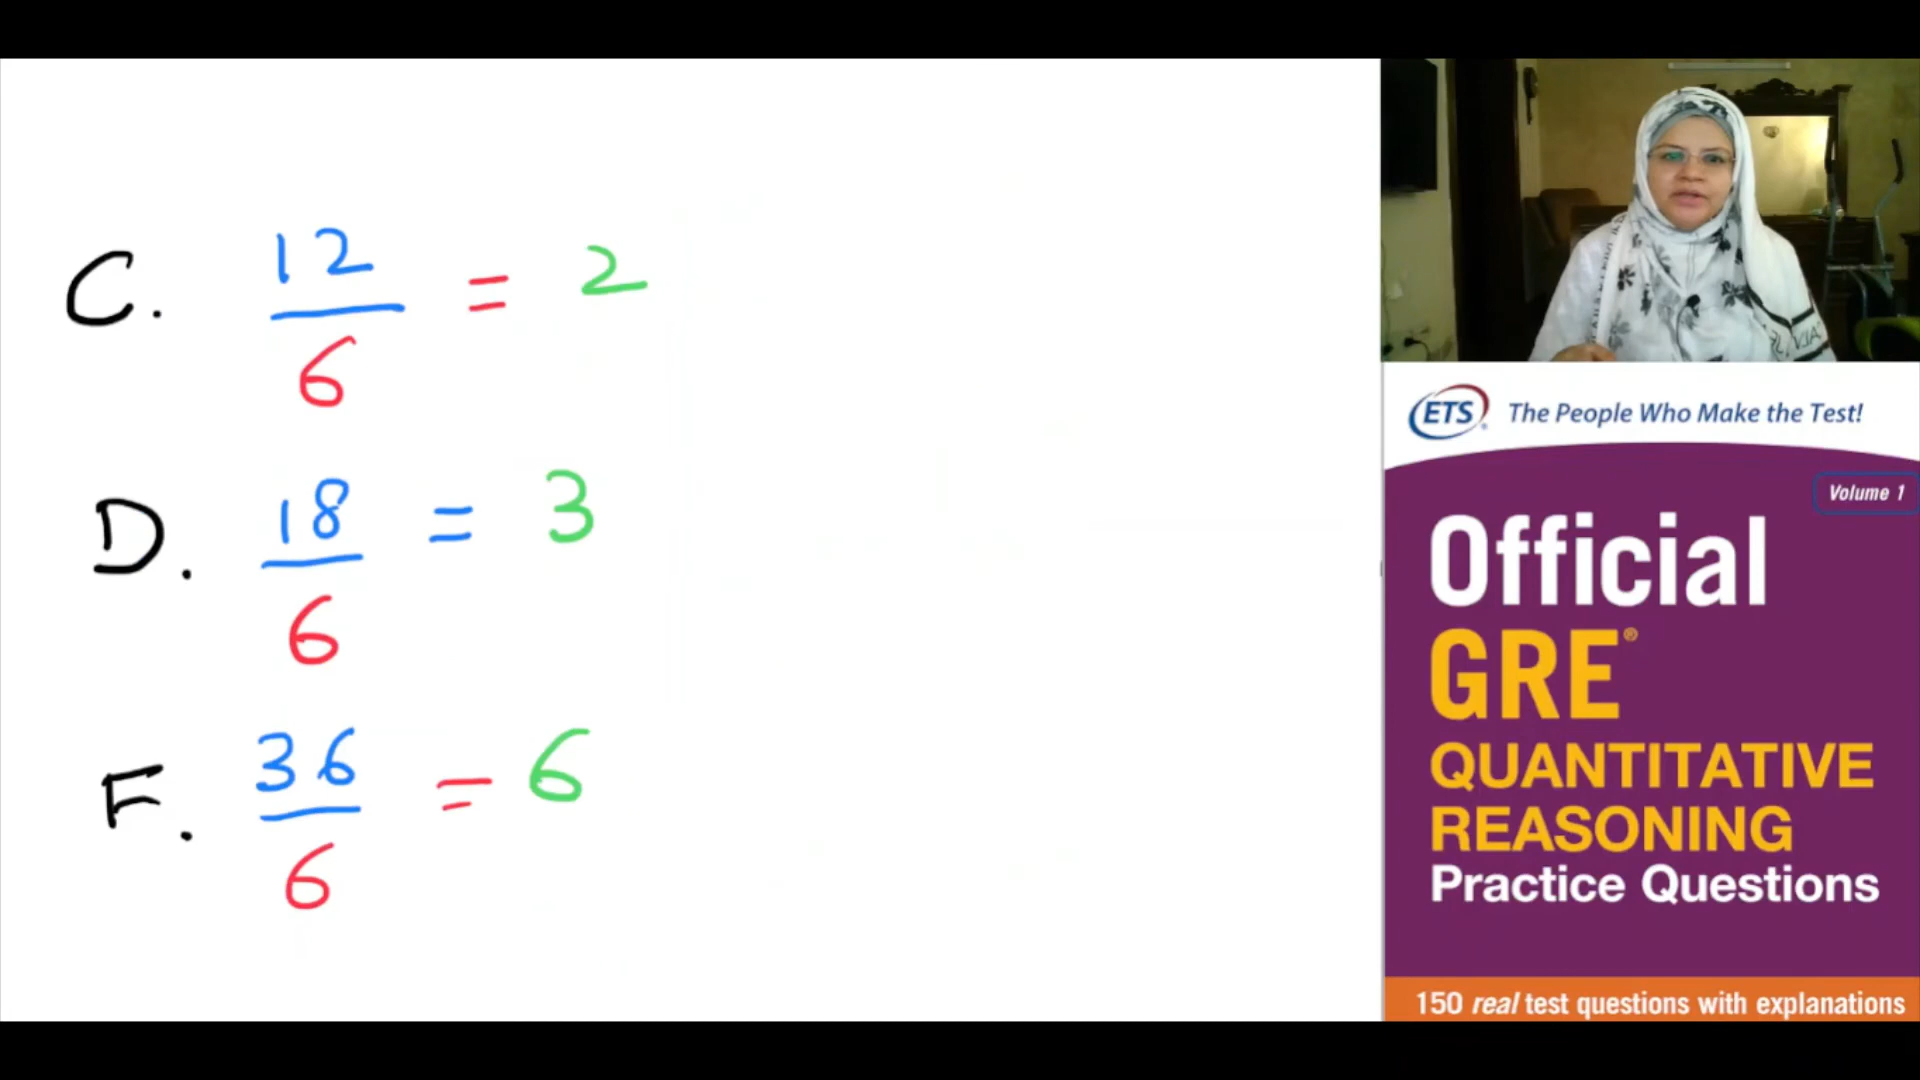 C. 12/6 = 2
D. 18/6 = 3
F. 36/6 = 6
ETS® The People Who Make the Test!
Volume 1
Official
GRE®
QUANTITATIVE
REASONING
Practice Questions
150 real test questions with explanations